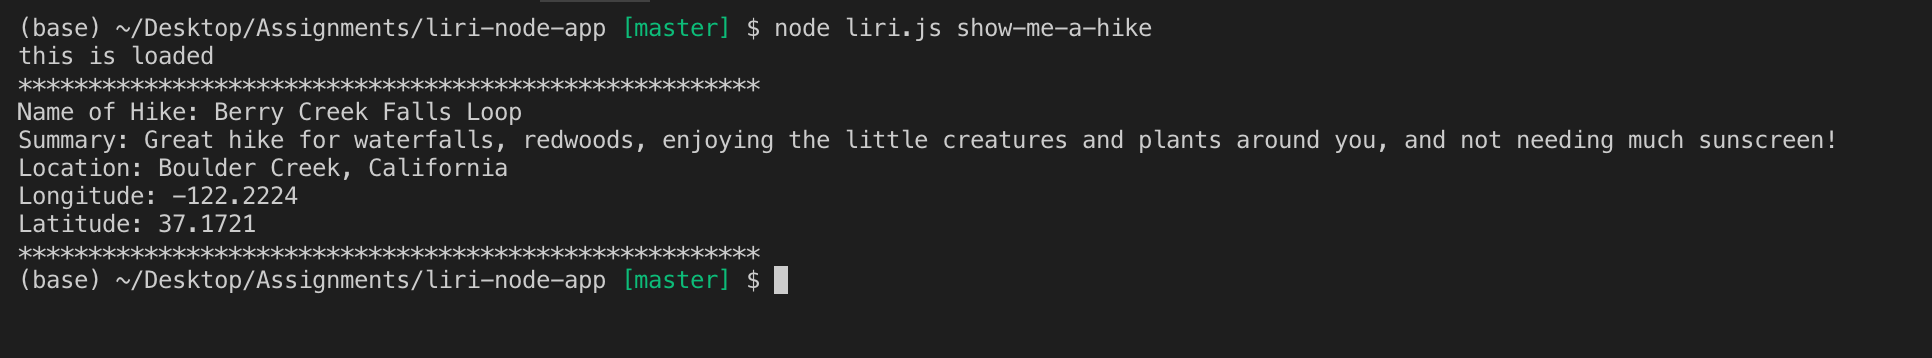 (base) ~/Desktop/Assignments/liri-node-app [master] $ node liri.js show-me-a-hike
this is loaded
*****************************************************
Name of Hike: Berry Creek Falls Loop
Summary: Great hike for waterfalls, redwoods, enjoying the little creatures and plants around you, and not needing much sunscreen!
Location: Boulder Creek, California
Longitude: -122.2224
Latitude: 37.1721
*****************************************************
(base) ~/Desktop/Assignments/liri-node-app [master] $